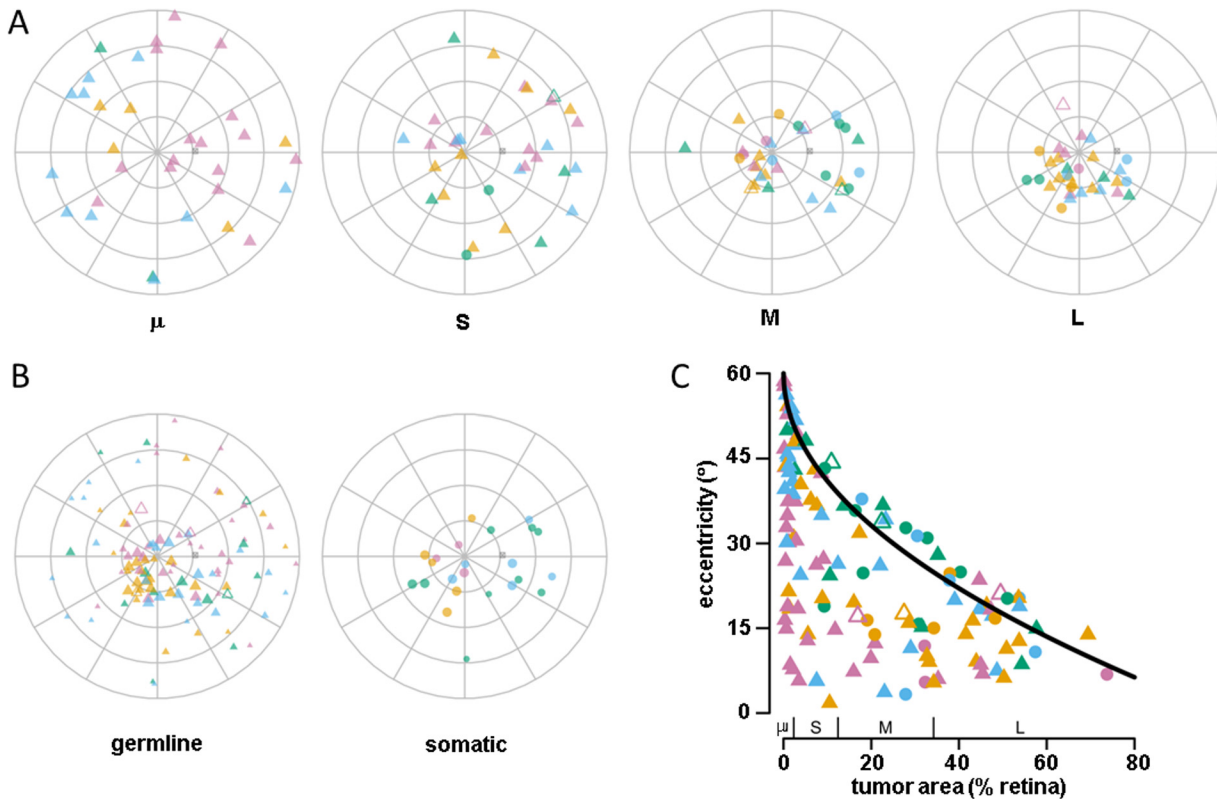 A
μ
S
M
L
B
germline
somatic
C
60
45
30
15
0
eccentricity (°)
μ S M L
0 20 40 60 80
tumor area (% retina)